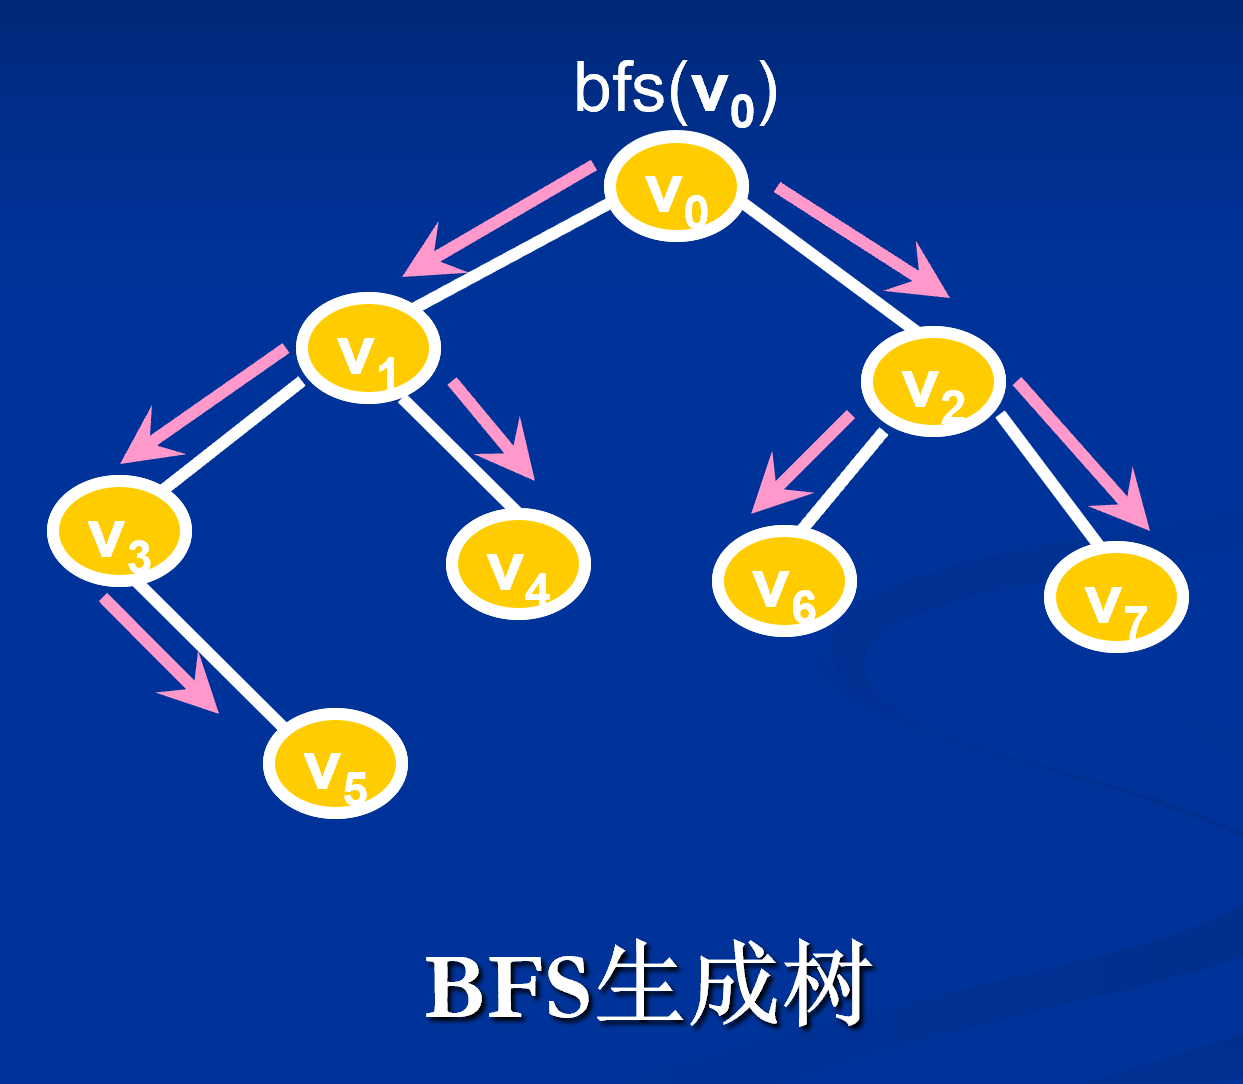 bfs(v₀)
v₀
v₁
v₂
v₃
v₄
v₆
v₇
v₅
BFS生成树